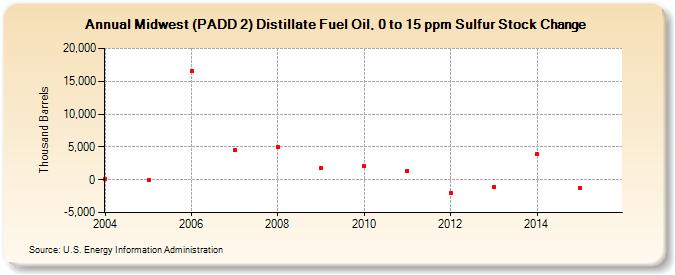 Annual Midwest (PADD 2) Distillate Fuel Oil, 0 to 15 ppm Sulfur Stock Change
Thousand Barrels
20,000
15,000
10,000
5,000
0
-5,000
2004 2006 2008 2010 2012 2014
Source: U.S. Energy Information Administration